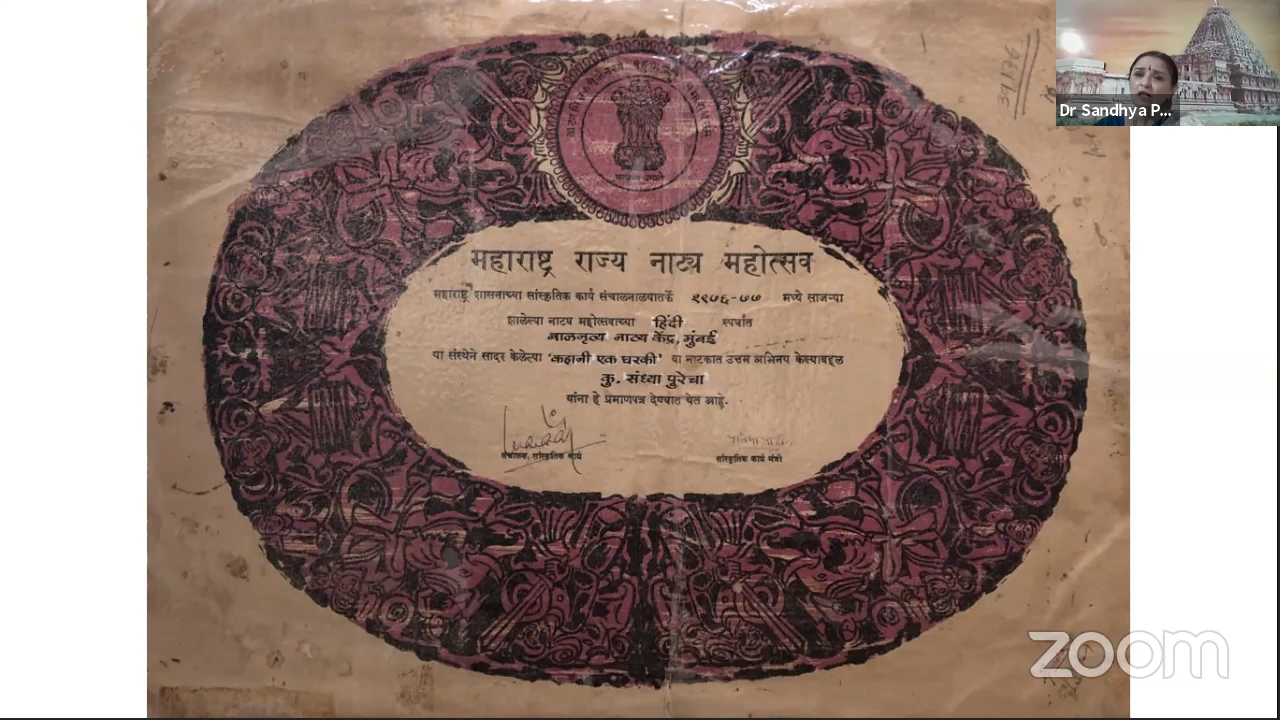 Dr Sandhya P...
महाराष्ट्र राज्य नाट्य महोत्सव
महाराष्ट्र शासनाच्या सांस्कृतिक कार्य संचालनालयातर्फे १९७६-७७ मध्ये साजऱ्या
झालेल्या नाट्य महोत्सवाच्या हिंदी स्पर्धेत
नालनृत्य नाट्य केंद्र, मुंबई
या संस्थेने सादर केलेल्या 'कहानी एक घरकी' या नाटकात उत्तम अभिनय केल्याबद्दल
कु. संध्या पुरेचा
यांना हे प्रमाणपत्र देण्यात येत आहे.
संचालक, सांस्कृतिक कार्य
सांस्कृतिक कार्य मंत्री
zoom